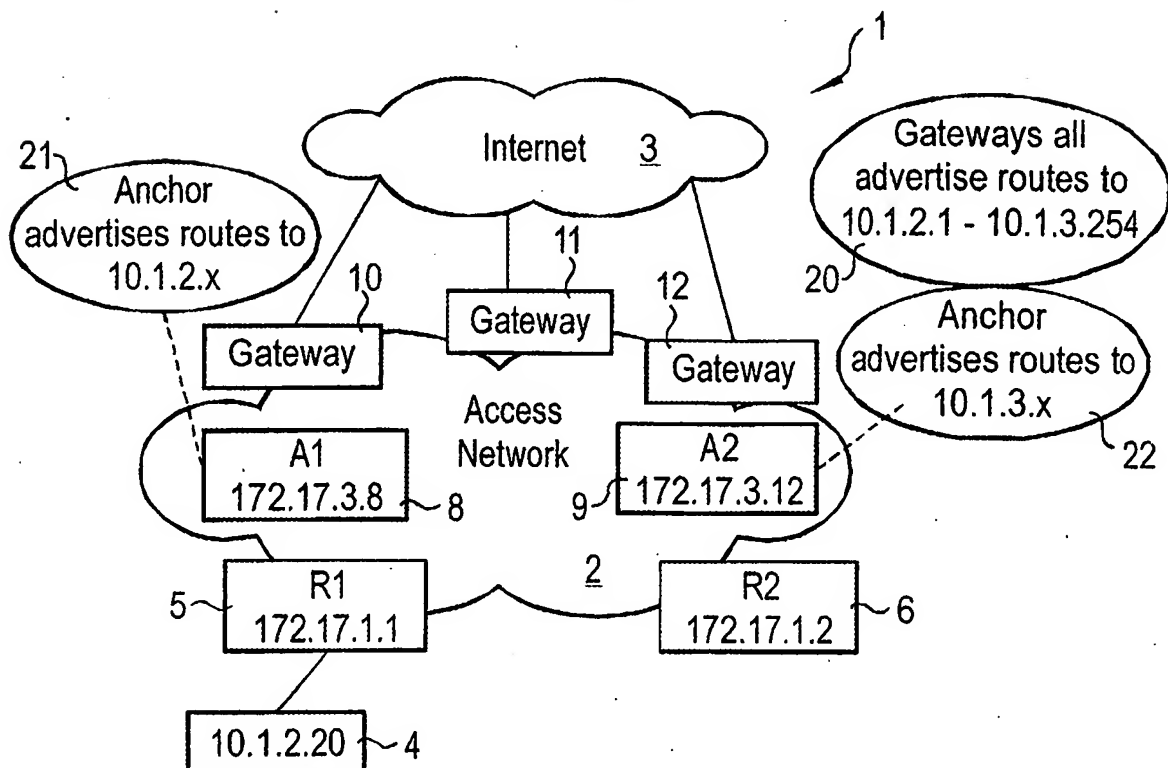 1
Internet 3
21
Anchor
advertises routes to
10.1.2.x
Gateways all
advertise routes to
10.1.2.1 - 10.1.3.254
20
10
Gateway
11
Gateway
12
Gateway
Anchor
advertises routes to
10.1.3.x
22
Access
Network
A1
172.17.3.8
8
A2
172.17.3.12
9
2
R1
172.17.1.1
5
R2
172.17.1.2
6
10.1.2.20
4